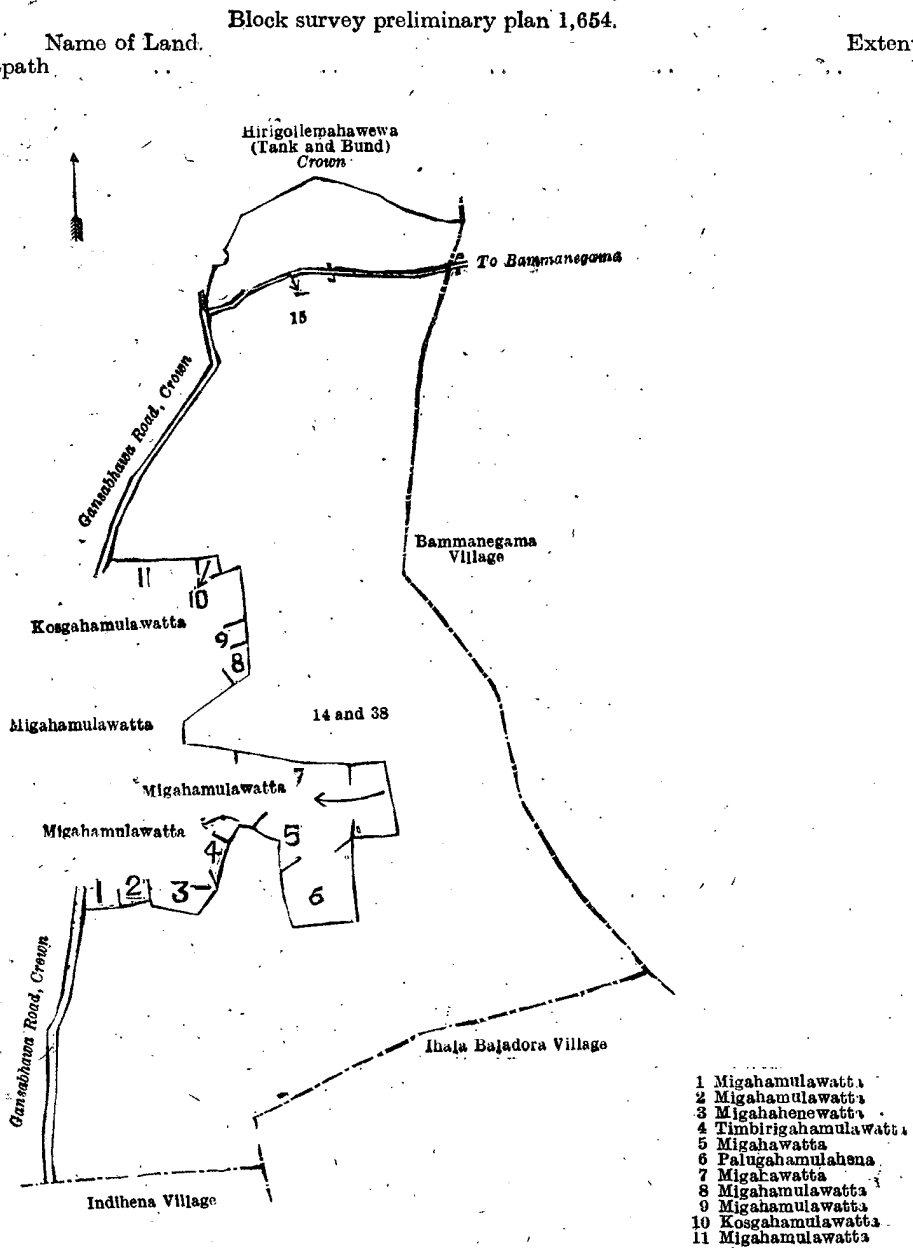 Block survey preliminary plan 1,654.
Name of Land.
Exten
path
Hirigollemahawewa
(Tank and Bund)
Crown
To Bammanegama
15
Gansabhawa Road, Crown
Bammanegama
Village
11
10
Kosgahamulawatta
9
8
Migahamulawatta
14 and 38
7
Migahamulawatta
Migahamulawatta
5
4
1
2
3
6
Gansabhawa Road, Crown
Ihala Baladora Village
Indihena Village
1 Migahamulawatta
2 Migahamulawatta
3 Migahahenewatta
4 Timbirigahamulawatta
5 Migahawatta
6 Palugahamulahena
7 Migahawatta
8 Migahamulawatta
9 Migahamulawatta
10 Kosgahamulawatta
11 Migahamulawatta